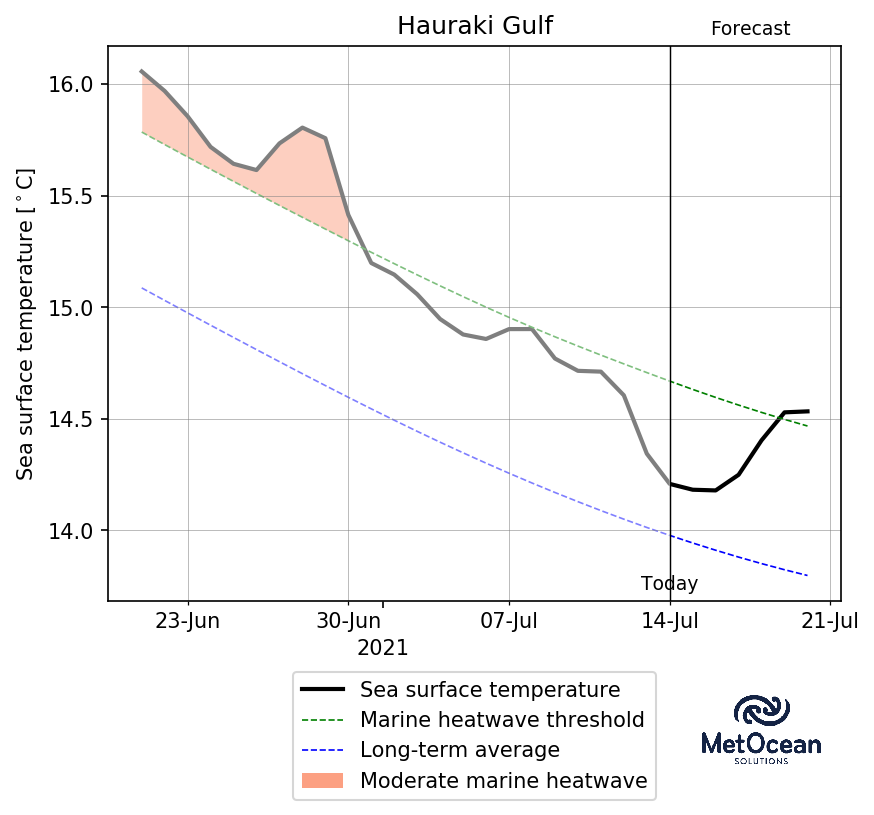 Hauraki Gulf
Forecast
Sea surface temperature [°C]
16.0
15.5
15.0
14.5
14.0
Today
23-Jun 30-Jun 07-Jul 14-Jul 21-Jul
2021
Sea surface temperature
Marine heatwave threshold
Long-term average
Moderate marine heatwave
MetOcean
SOLUTIONS